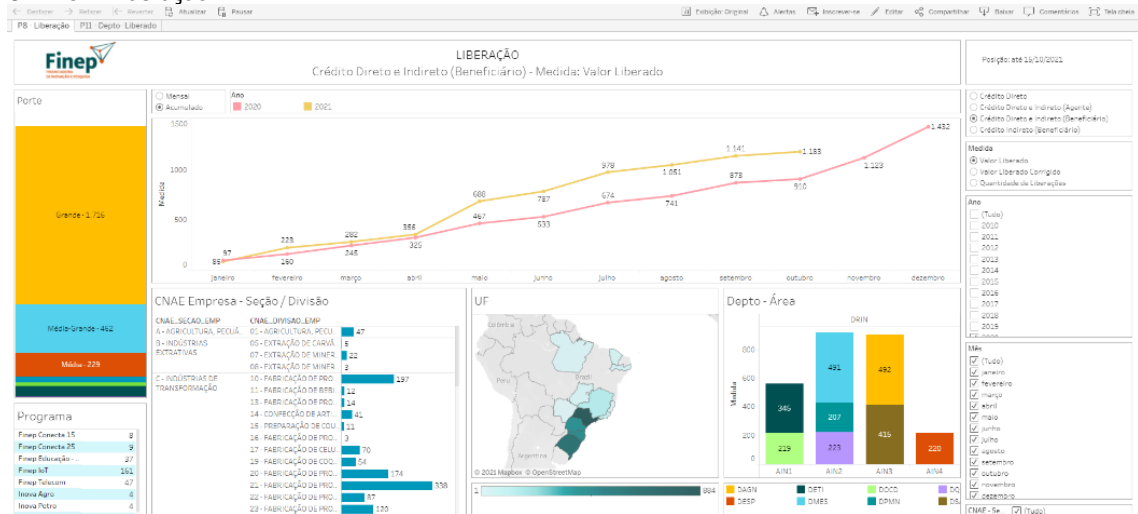 Desfazer Refazer Reverter Atualizar Pausar Exibição: Original Alertas Inscrever-se Editar Compartilhar Baixar Comentários Tela cheia
P8 - Liberação P11 - Depto - Liberado
Finep
LIBERAÇÃO
Crédito Direto e Indireto (Beneficiário) - Medida: Valor Liberado
Posição: até 15/10/2021
Porte
Grande - 1.716
Média-Grande - 462
Média - 229
Mensal
Acumulado
Ano
2020 2021
Medida
1500
1000
500
0
97
223
282
356
688
787
978
1.051
1.141
1.183
160
246
325
467
533
674
741
873
910
1.123
1.432
janeiro fevereiro março abril maio junho julho agosto setembro outubro novembro dezembro
Crédito Direto
Crédito Direto e Indireto (Agente)
Crédito Direto e Indireto (Beneficiário)
Crédito Indireto (Beneficiário)
Medida
Valor Liberado
Valor Liberado Corrigido
Quantidade de Liberações
Ano
(Tudo)
2010
2011
2012
2013
2014
2015
2016
2017
2018
2019
Mês
(Tudo)
janeiro
fevereiro
março
abril
maio
junho
julho
agosto
setembro
outubro
novembro
dezembro
CNAE - Se... (Tudo)
Programa
Finep Conecta 15 8
Finep Conecta 25 9
Finep Educação - .. 37
Finep IoT 161
Finep Telecom 47
Inova Agro 4
Inova Petro 4
CNAE Empresa - Seção / Divisão
CNAE_SECAO_EMP CNAE_DIVISAO_EMP
A - AGRICULTURA, PECUÁ.. 01 - AGRICULTURA, PECU.. 47
B - INDÚSTRIAS EXTRATIVAS
05 - EXTRAÇÃO DE CARVÃ.. 5
07 - EXTRAÇÃO DE MINER.. 22
08 - EXTRAÇÃO DE MINER.. 3
C - INDÚSTRIAS DE TRANSFORMAÇÃO
10 - FABRICAÇÃO DE PRO.. 197
11 - FABRICAÇÃO DE BEBI.. 12
13 - FABRICAÇÃO DE PRO.. 14
14 - CONFECÇÃO DE ARTI.. 41
15 - PREPARAÇÃO DE COU.. 11
16 - FABRICAÇÃO DE PRO.. 3
17 - FABRICAÇÃO DE CELU.. 70
19 - FABRICAÇÃO DE COQ.. 54
20 - FABRICAÇÃO DE PRO.. 174
21 - FABRICAÇÃO DE PRO.. 338
22 - FABRICAÇÃO DE PRO.. 87
23 - FABRICAÇÃO DE PRO.. 120
UF
Colômbia
Peru
Brasil
Argentina
© 2021 Mapbox © OpenStreetMap
1 884
Depto - Área
DRIN
Medida
800
600
400
200
0
345
219
491
207
223
492
415
220
AIN1 AIN2 AIN3 AIN4
DAGN DETI DOCD
DESP DMES DPMN